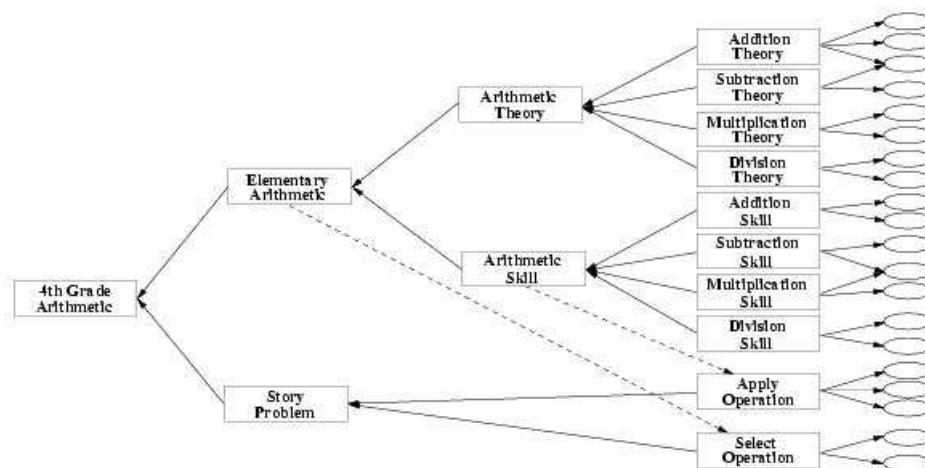 Addition
Theory
Subtraction
Theory
Arithmetic
Theory
Multiplication
Theory
Division
Theory
Elementary
Arithmetic
Addition
Skill
Subtraction
Skill
Arithmetic
Skill
4th Grade
Arithmetic
Multiplication
Skill
Division
Skill
Story
Problem
Apply
Operation
Select
Operation